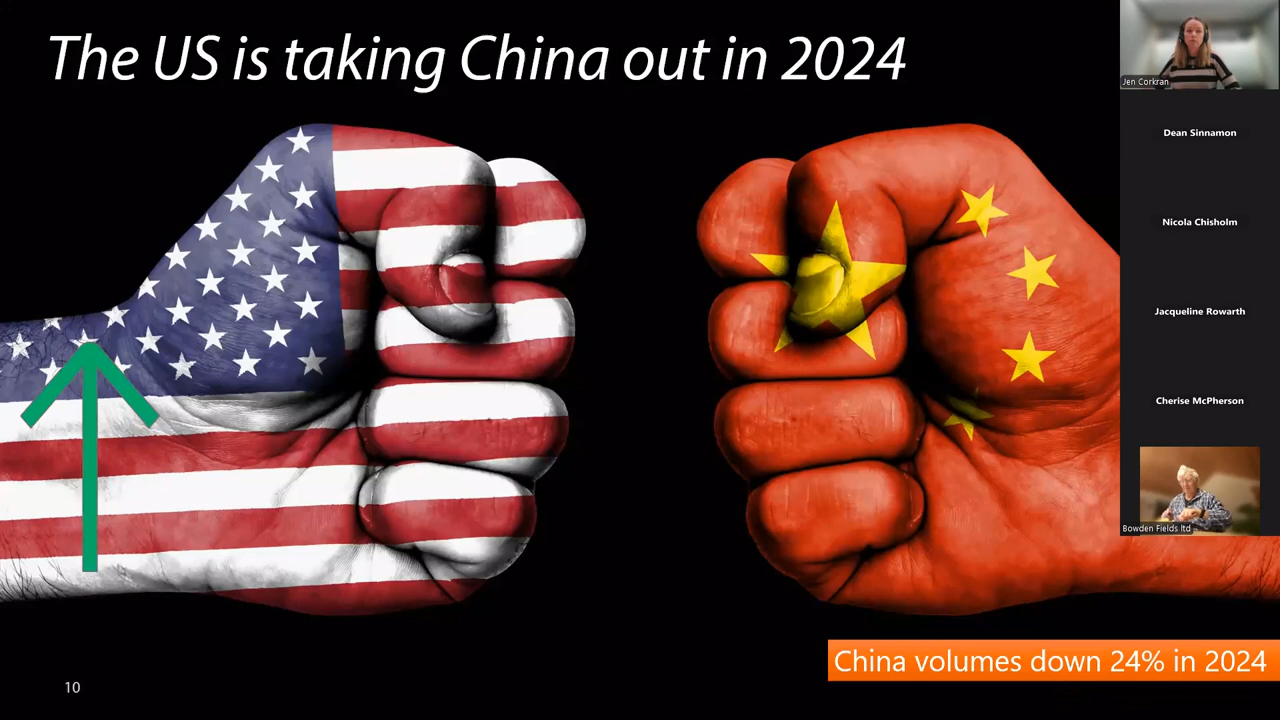 The US is taking China out in 2024
Jen Corkran
Dean Sinnamon
Nicola Chisholm
Jacqueline Rowarth
Cherise McPherson
Bowden Fields ltd
China volumes down 24% in 2024
10